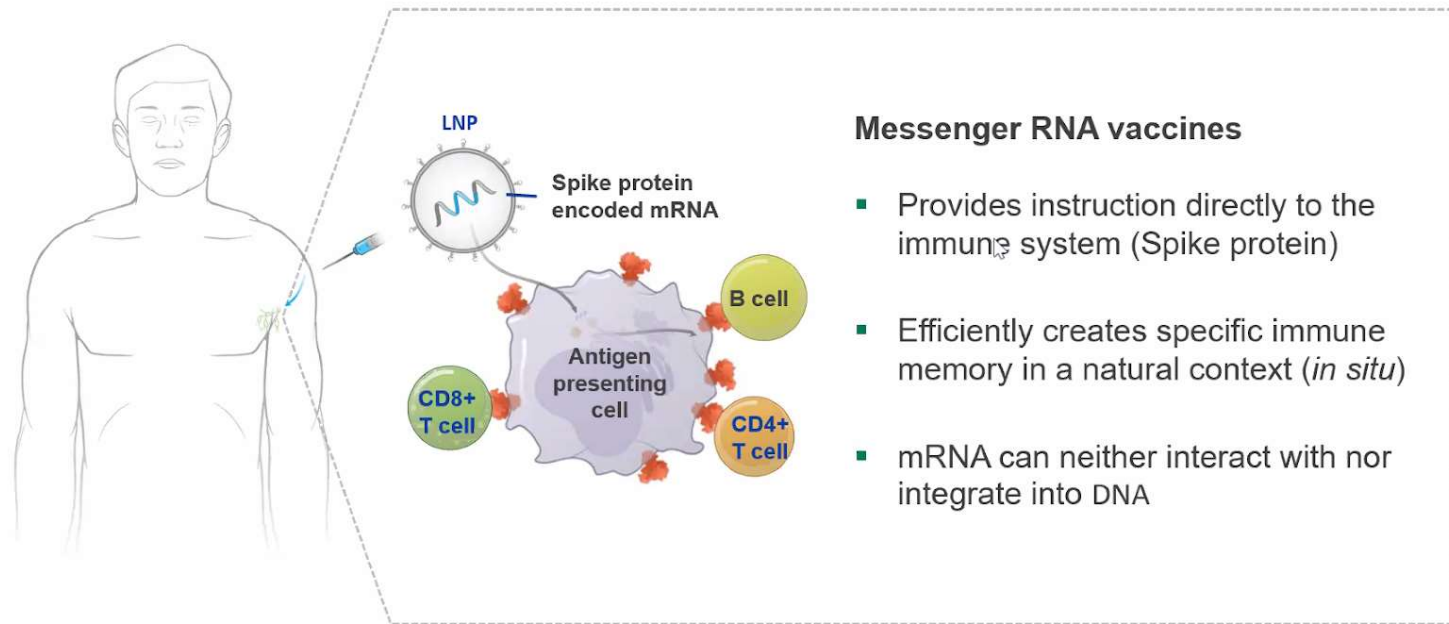 LNP
Spike protein
encoded mRNA
B cell
Antigen
presenting
cell
CD8+
T cell
CD4+
T cell
Messenger RNA vaccines
▪ Provides instruction directly to the
immune system (Spike protein)
▪ Efficiently creates specific immune
memory in a natural context (in situ)
▪ mRNA can neither interact with nor
integrate into DNA